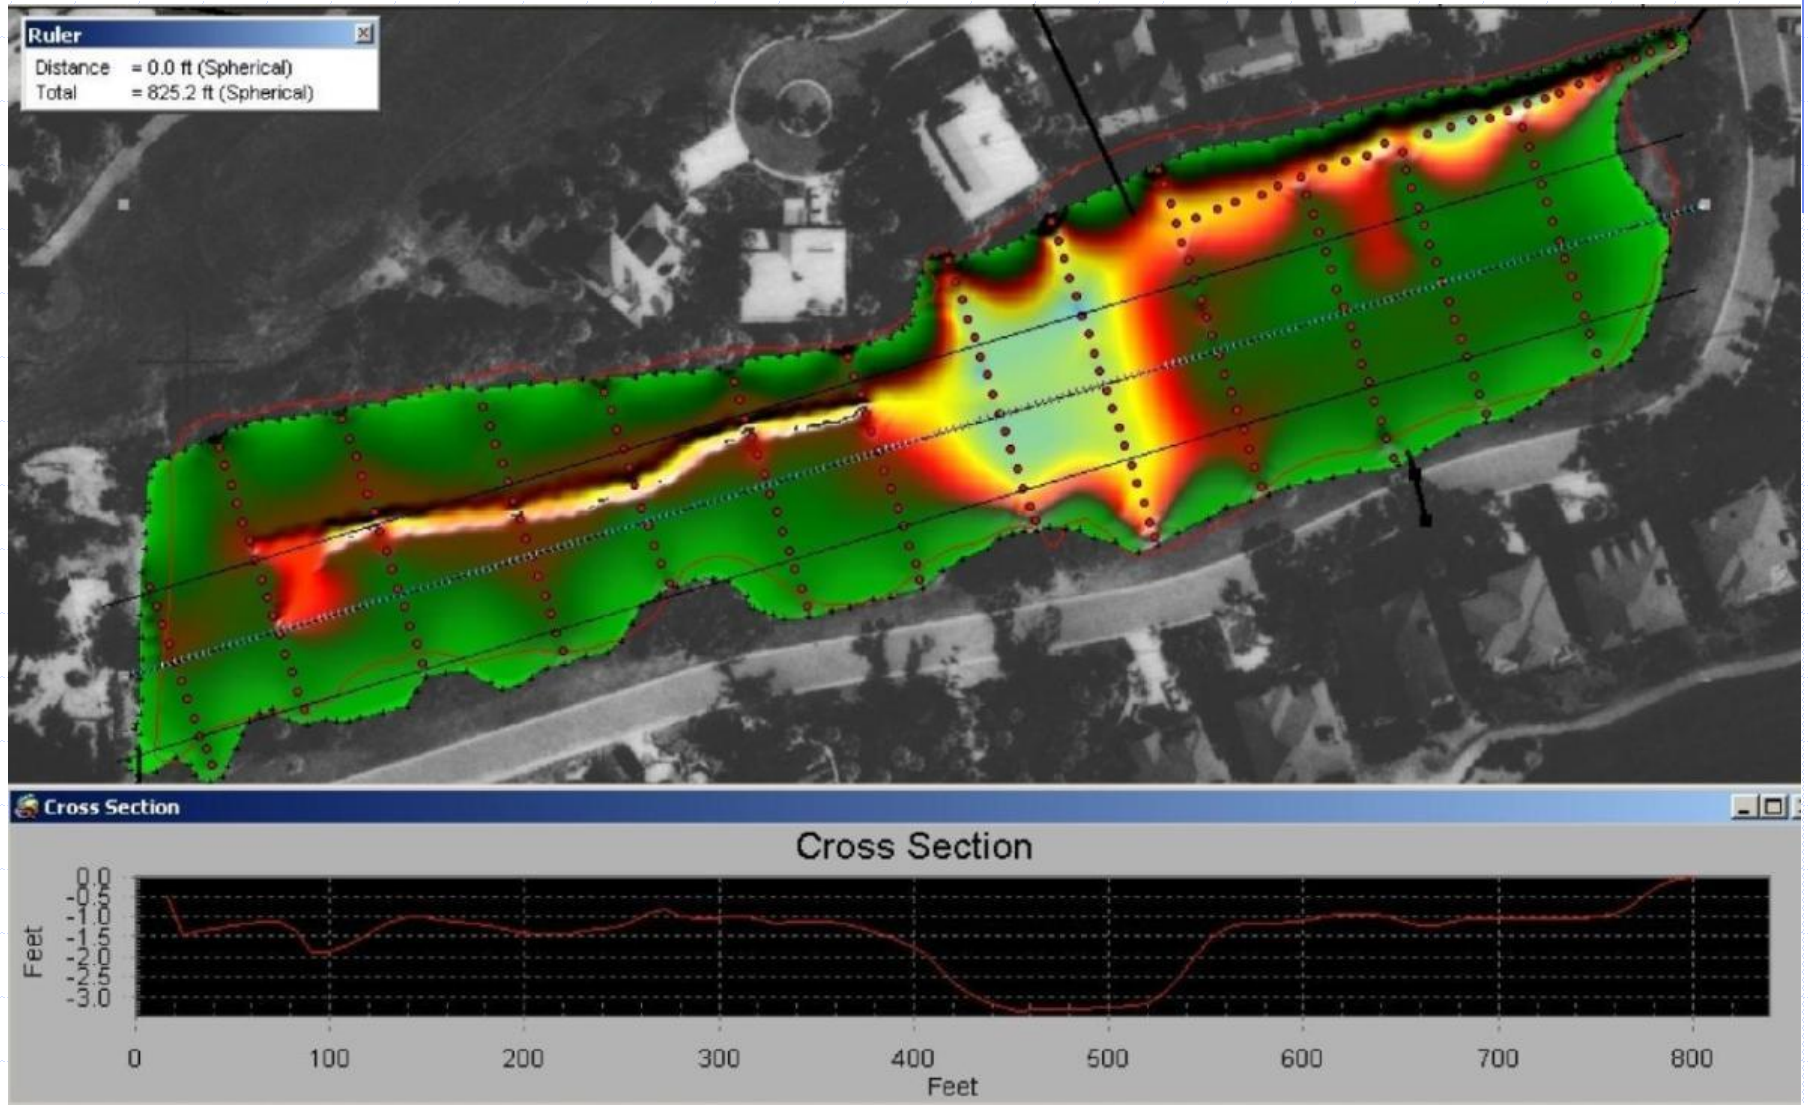 Ruler
Distance = 0.0 ft (Spherical)
Total = 825.2 ft (Spherical)
Cross Section
Cross Section
0.0
-0.5
-1.0
-1.5
-2.0
-2.5
-3.0
Feet
0 100 200 300 400 500 600 700 800
Feet